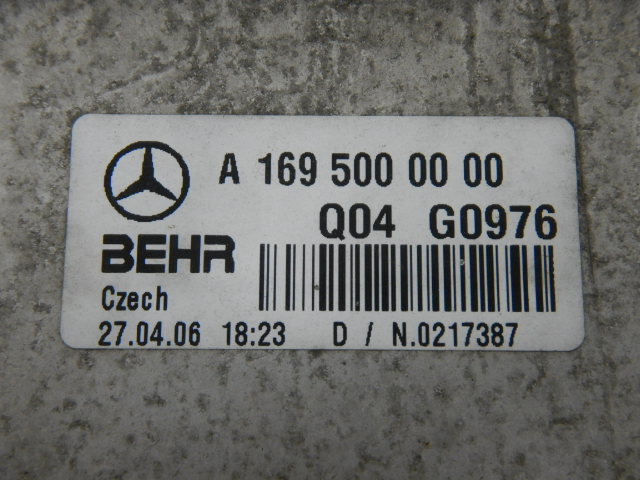 A 169 500 00 00
Q04 G0976
BEHR
Czech
27.04.06 18:23 D / N.0217387